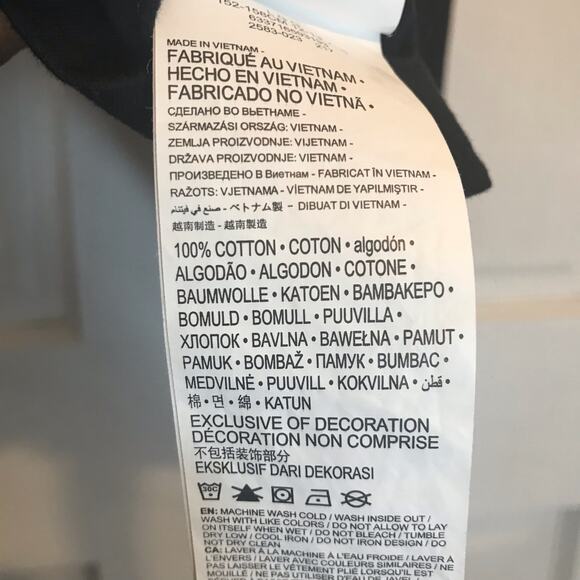 2583-023
MADE IN VIETNAM -
FABRIQUÉ AU VIETNAM •
HECHO EN VIETNAM •
FABRICADO NO VIETNÃ •
СДЕЛАНО ВО ВЬЕТНАМЕ -
SZÁRMAZÁSI ORSZÁG: VIETNAM -
ZEMLJA PROIZVODNJE: VIJETNAM -
DRŽAVA PROIZVODNJE: VIETNAM -
ПРОИЗВЕДЕНО В Виетнам - FABRICAT ÎN VIETNAM -
RAŽOTS: VJETNAMA - VİETNAM DE YAPILMIŞTIR -
صنع في فيتنام - ベトナム製 - DIBUAT DI VIETNAM -
越南制造 - 越南製造
100% COTTON • COTON • algodón •
ALGODÃO • ALGODON • COTONE •
BAUMWOLLE • KATOEN • ΒΑΜΒΑΚΕΡΟ •
BOMULD • BOMULL • PUUVILLA •
ХЛОПОК • BAVLNA • BAWEŁNA • PAMUT •
PAMUK • BOMBAŽ • ПАМУК • BUMBAC •
MEDVILNĖ • PUUVILL • KOKVILNA • قطن •
棉 • 면 • 綿 • KATUN
EXCLUSIVE OF DECORATION
DÉCORATION NON COMPRISE
不包括装饰部分
EKSKLUSIF DARI DEKORASI
30C
EN: MACHINE WASH COLD / WASH INSIDE OUT /
WASH WITH LIKE COLORS / DO NOT ALLOW TO LAY
ON ITSELF WHEN WET / DO NOT BLEACH / TUMBLE
DRY LOW / COOL IRON / DO NOT IRON DESIGN / DO
NOT DRY CLEAN
CA: LAVER À LA MACHINE À L'EAU FROIDE / LAVER À
L'ENVERS / LAVER AVEC COULEURS SIMILAIRES / NE
PAS LAISSER LE VÊTEMENT PLIÉ LORSQU'IL EST